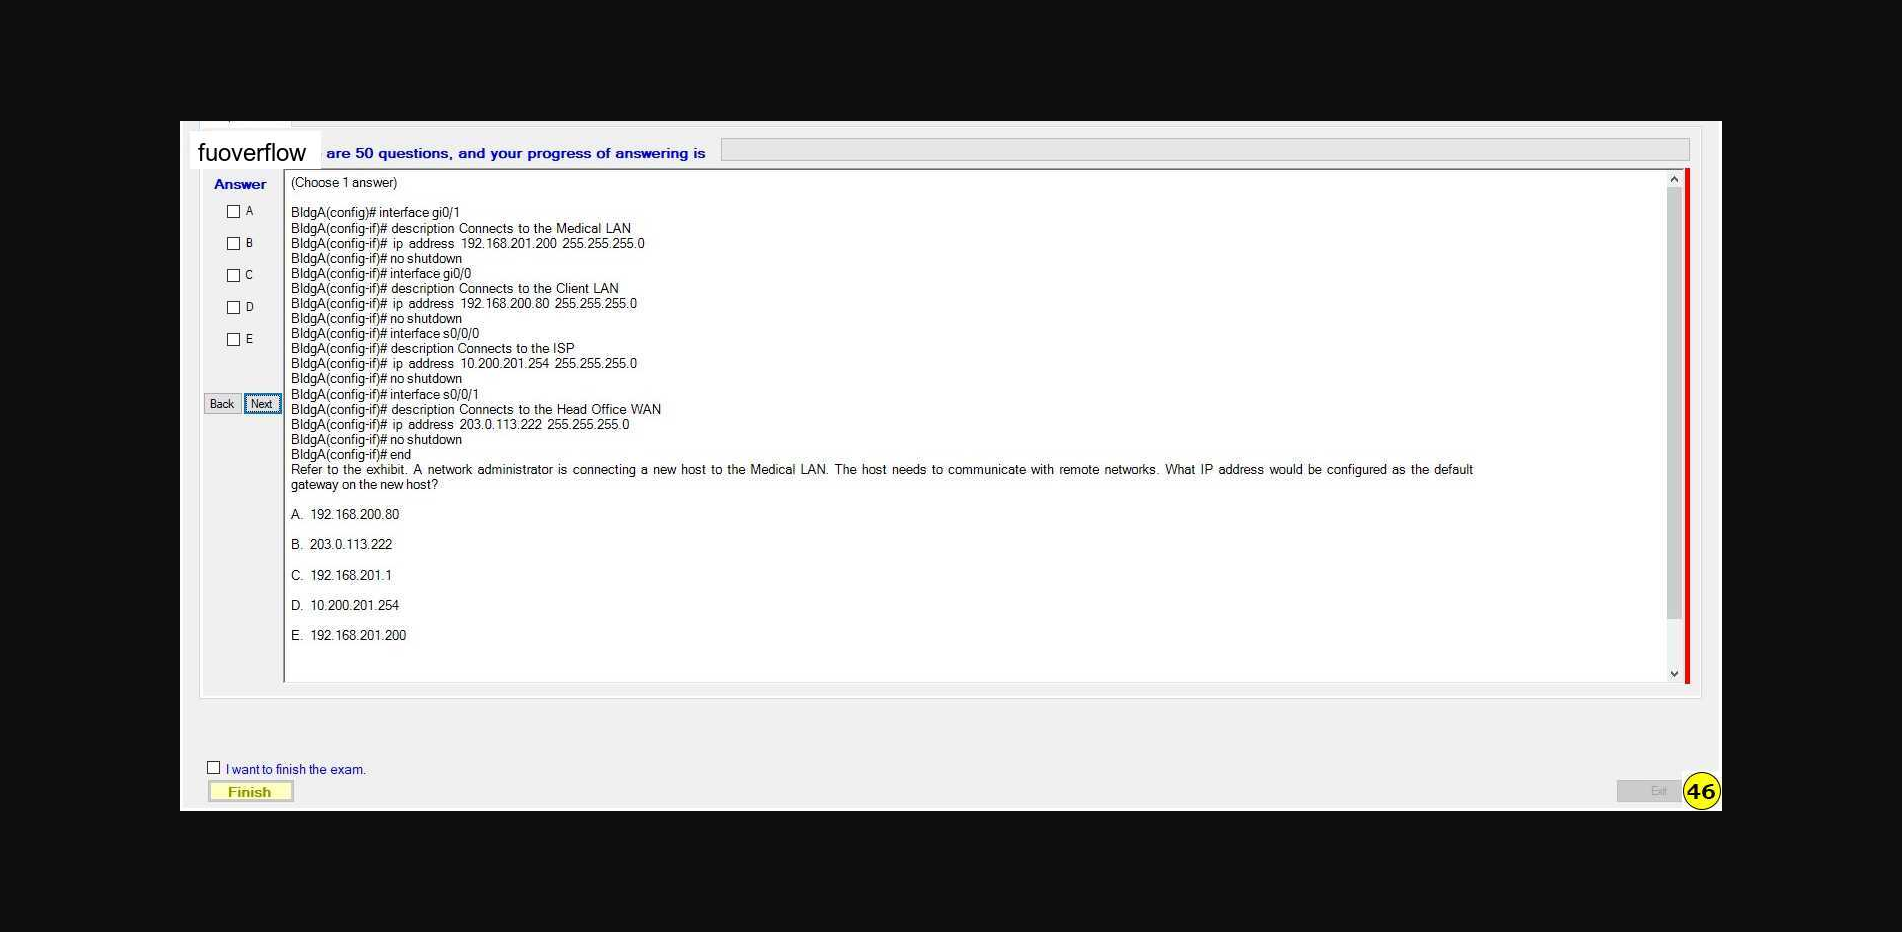 fuoverflow are 50 questions, and your progress of answering is
Answer
A
B
C
D
E
Back Next
(Choose 1 answer)
BldgA(config)# interface gi0/1
BldgA(config-if)# description Connects to the Medical LAN
BldgA(config-if)# ip address 192.168.201.200 255.255.255.0
BldgA(config-if)# no shutdown
BldgA(config-if)# interface gi0/0
BldgA(config-if)# description Connects to the Client LAN
BldgA(config-if)# ip address 192.168.200.80 255.255.255.0
BldgA(config-if)# no shutdown
BldgA(config-if)# interface s0/0/0
BldgA(config-if)# description Connects to the ISP
BldgA(config-if)# ip address 10.200.201.254 255.255.255.0
BldgA(config-if)# no shutdown
BldgA(config-if)# interface s0/0/1
BldgA(config-if)# description Connects to the Head Office WAN
BldgA(config-if)# ip address 203.0.113.222 255.255.255.0
BldgA(config-if)# no shutdown
BldgA(config-if)# end
Refer to the exhibit. A network administrator is connecting a new host to the Medical LAN. The host needs to communicate with remote networks. What IP address would be configured as the default
gateway on the new host?
A. 192.168.200.80
B. 203.0.113.222
C. 192.168.201.1
D. 10.200.201.254
E. 192.168.201.200
I want to finish the exam.
Finish
Exit
46